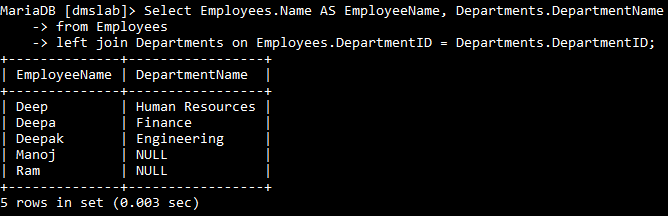 MariaDB [dmslab]> Select Employees.Name AS EmployeeName, Departments.DepartmentName
    -> from Employees
    -> left join Departments on Employees.DepartmentID = Departments.DepartmentID;
+--------------+-----------------+
| EmployeeName | DepartmentName  |
+--------------+-----------------+
| Deep         | Human Resources |
| Deepa        | Finance         |
| Deepak       | Engineering     |
| Manoj        | NULL            |
| Ram          | NULL            |
+--------------+-----------------+
5 rows in set (0.003 sec)